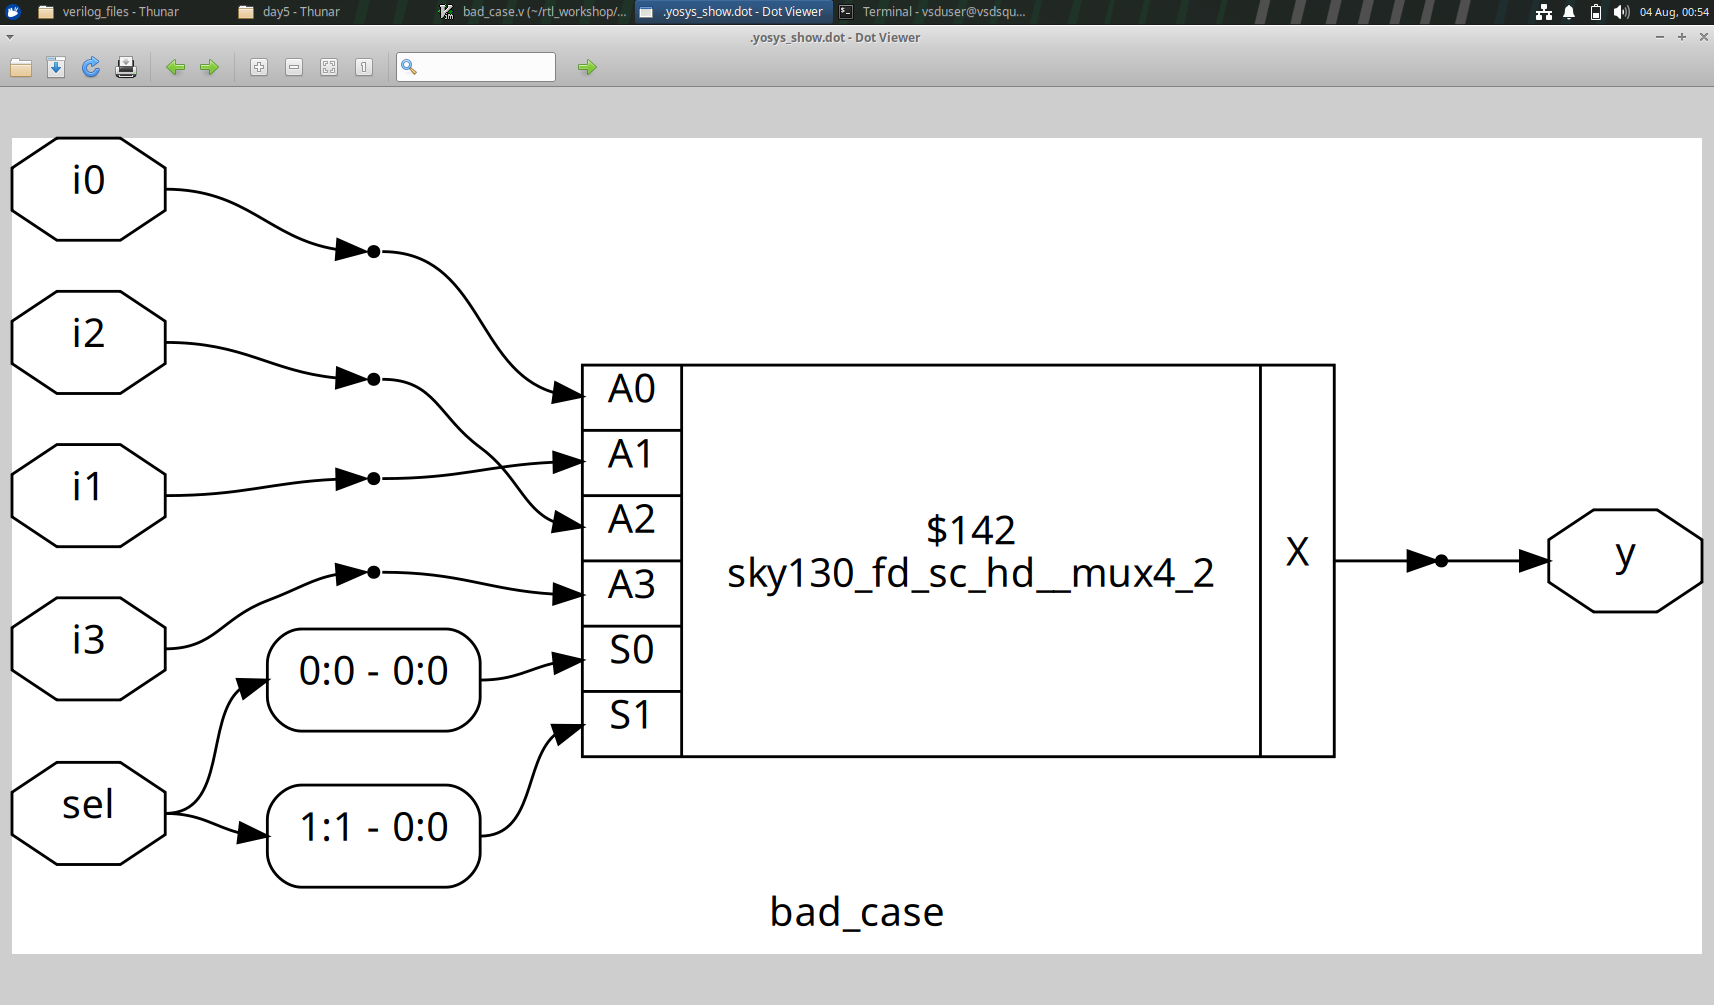 verilog_files - Thunar
day5 - Thunar
bad_case.v (~/rtl_workshop/...
.yosys_show.dot - Dot Viewer
Terminal - vsduser@vsdsqu...
04 Aug, 00:54
.yosys_show.dot - Dot Viewer
i0
i2
i1
i3
sel
0:0 - 0:0
1:1 - 0:0
A0
A1
A2
A3
S0
S1
$142
sky130_fd_sc_hd__mux4_2
X
y
bad_case